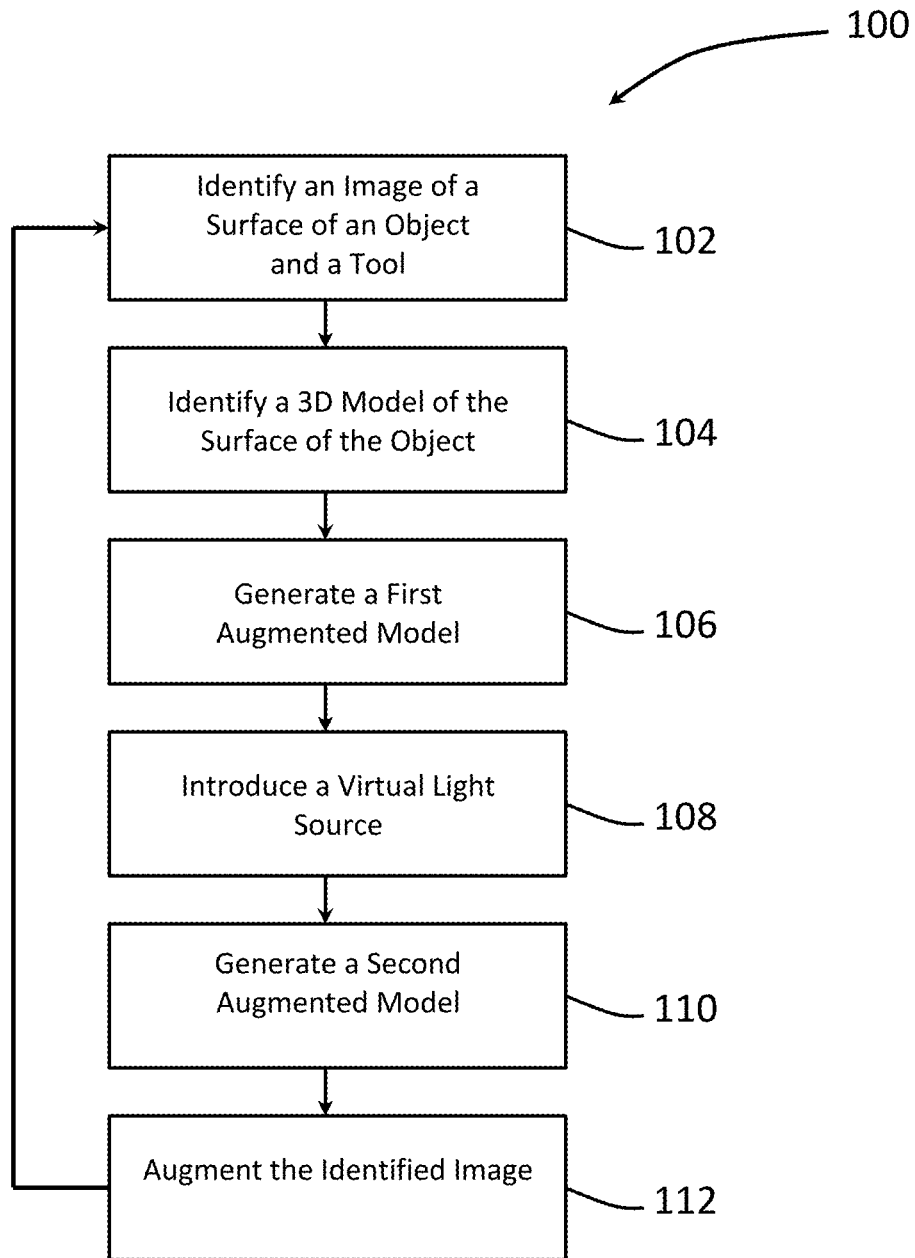 100
Identify an Image of a
Surface of an Object
and a Tool
102
Identify a 3D Model of the
Surface of the Object
104
Generate a First
Augmented Model
106
Introduce a Virtual Light
Source
108
Generate a Second
Augmented Model
110
Augment the Identified Image
112